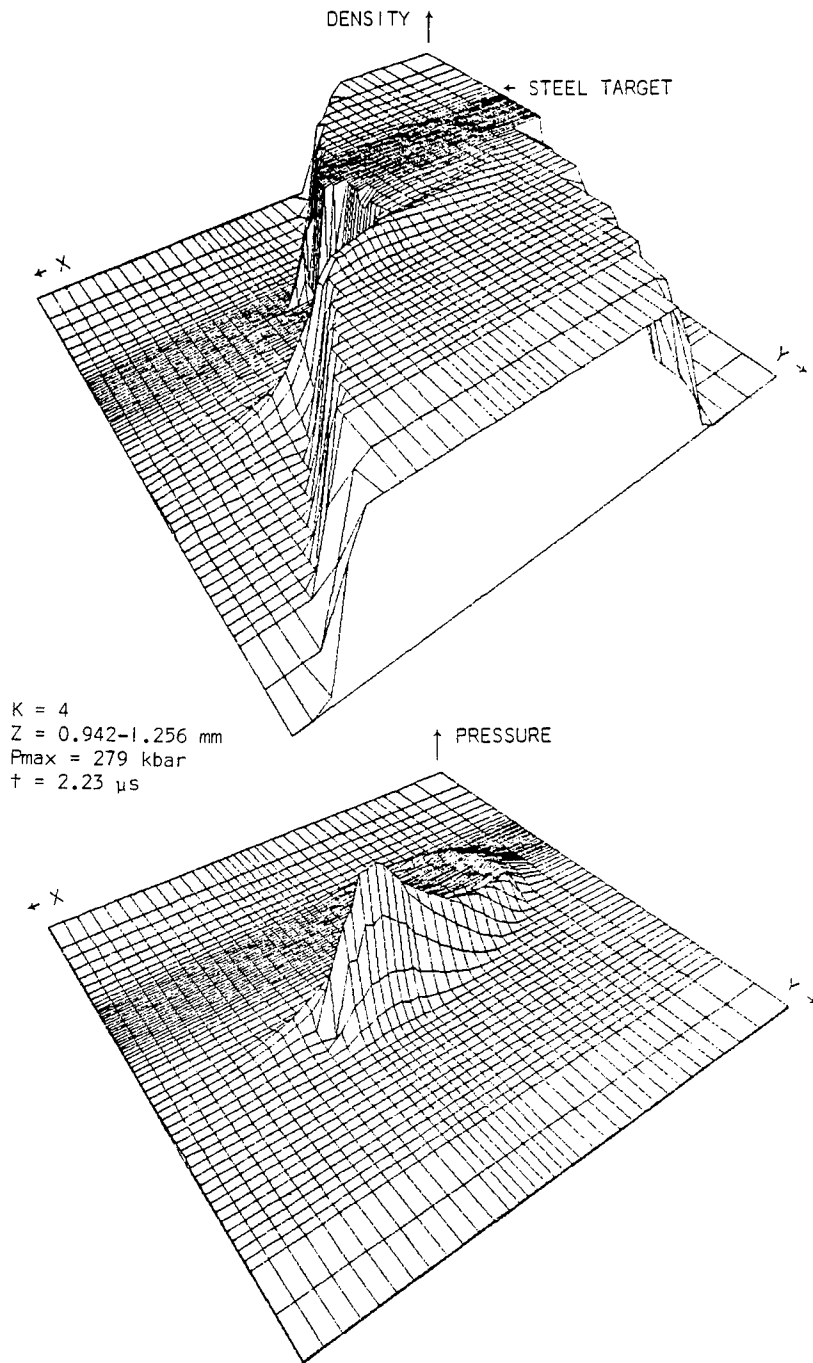 DENSITY ↑
← STEEL TARGET
← X
Y →
K = 4
Z = 0.942-1.256 mm
Pmax = 279 kbar
t = 2.23 μs
↑ PRESSURE
← X
Y →